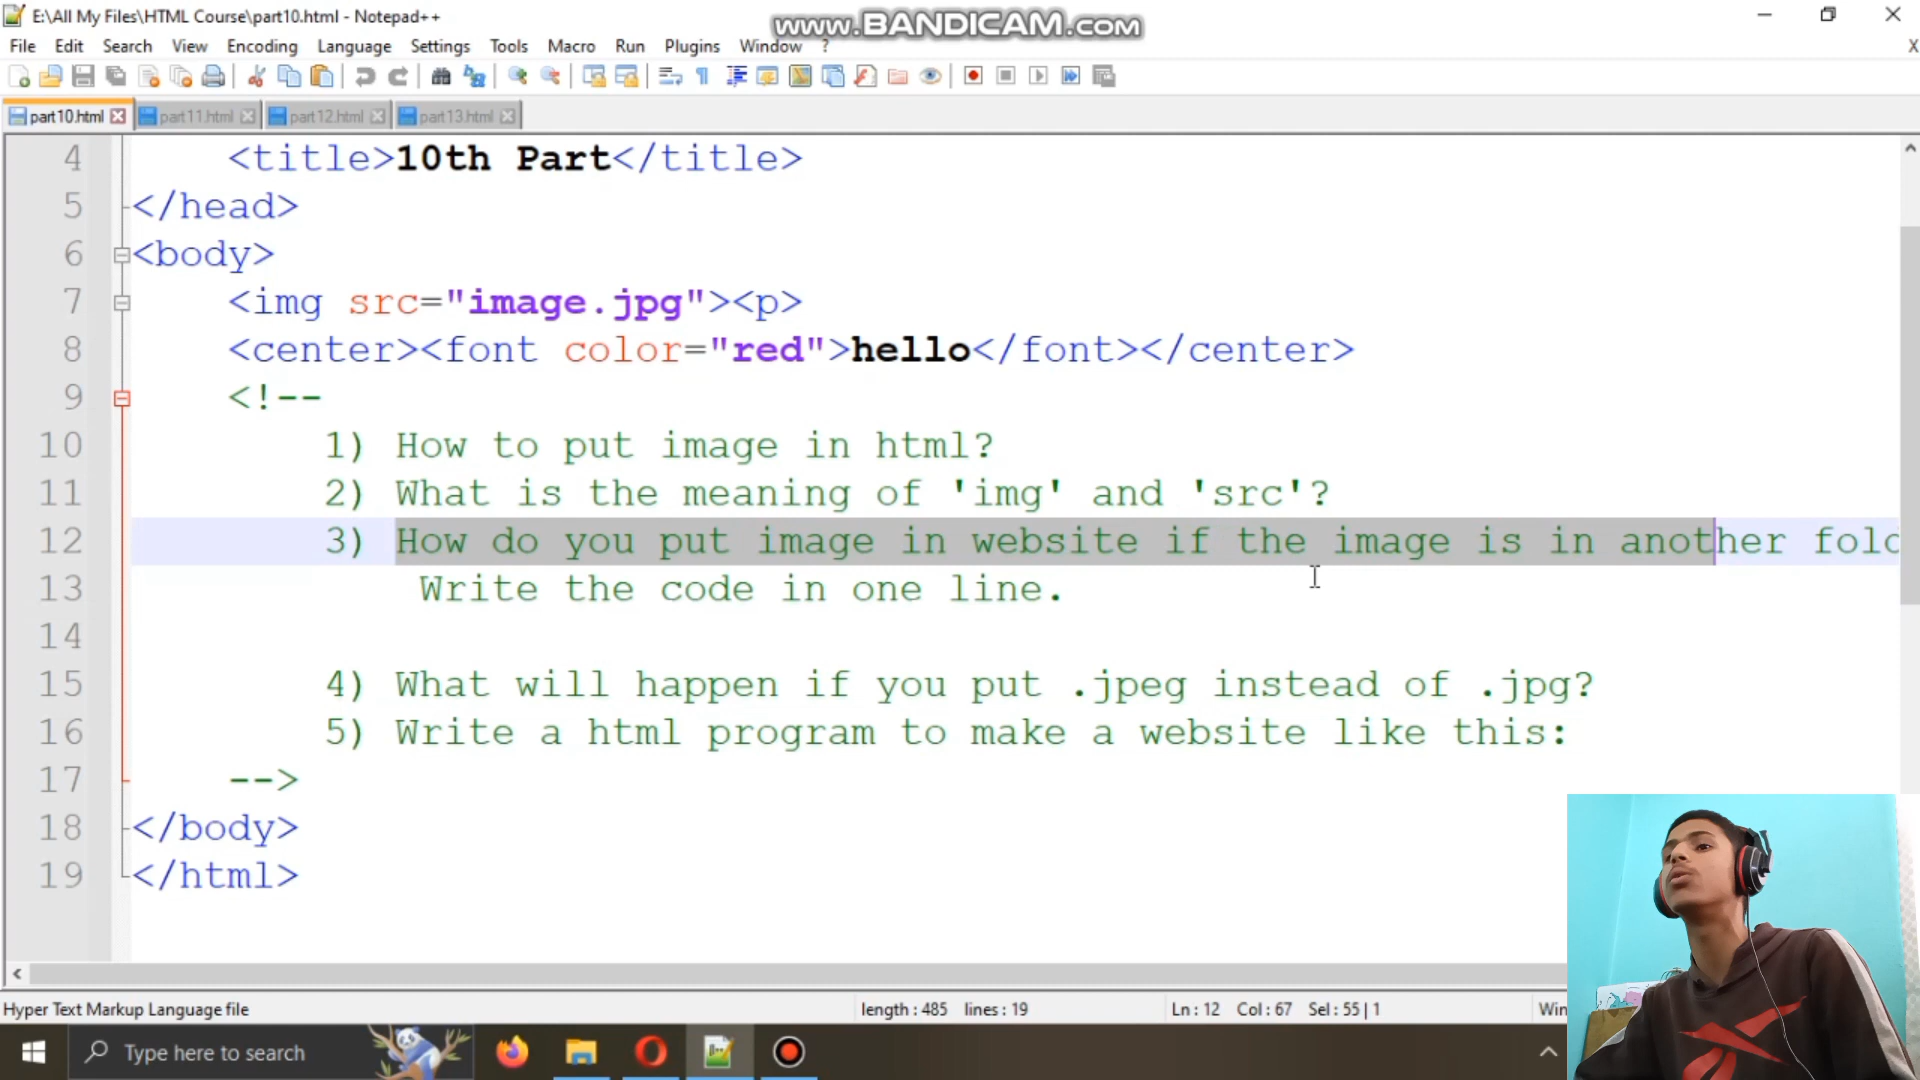 E:\All My Files\HTML Course\part10.html - Notepad++
www.BANDICAM.com
File Edit Search View Encoding Language Settings Tools Macro Run Plugins Window ?
part10.html part11.html part12.html part13.html
4 <title>10th Part</title>
5 </head>
6 <body>
7 <img src="image.jpg"><p>
8 <center><font color="red">hello</font></center>
9 <!--
10 1) How to put image in html?
11 2) What is the meaning of 'img' and 'src'?
12 3) How do you put image in website if the image is in another fol
13 Write the code in one line.
14
15 4) What will happen if you put .jpeg instead of .jpg?
16 5) Write a html program to make a website like this:
17 -->
18 </body>
19 </html>
Hyper Text Markup Language file length : 485 lines : 19 Ln : 12 Col : 67 Sel : 55 | 1 Win
Type here to search